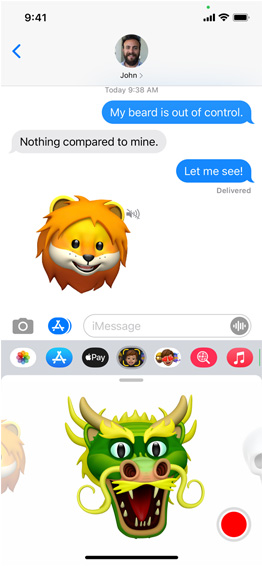 9:41
John
Today 9:38 AM
My beard is out of control.
Nothing compared to mine.
Let me see!
Delivered
iMessage
Pay